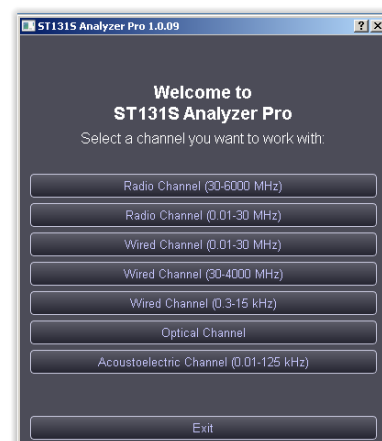 ST131S Analyzer Pro 1.0.09
Welcome to
ST131S Analyzer Pro
Select a channel you want to work with:
Radio Channel (30-6000 MHz)
Radio Channel (0.01-30 MHz)
Wired Channel (0.01-30 MHz)
Wired Channel (30-4000 MHz)
Wired Channel (0.3-15 kHz)
Optical Channel
Acoustoelectric Channel (0.01-125 kHz)
Exit